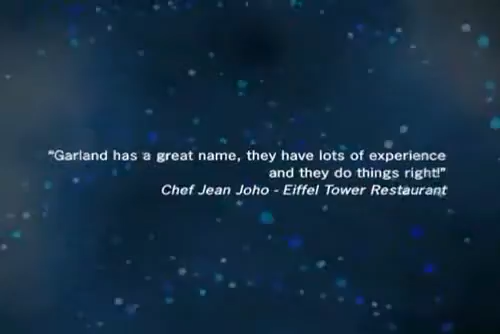 "Garland has a great name, they have lots of experience
and they do things right!"
Chef Jean Joho - Eiffel Tower Restaurant